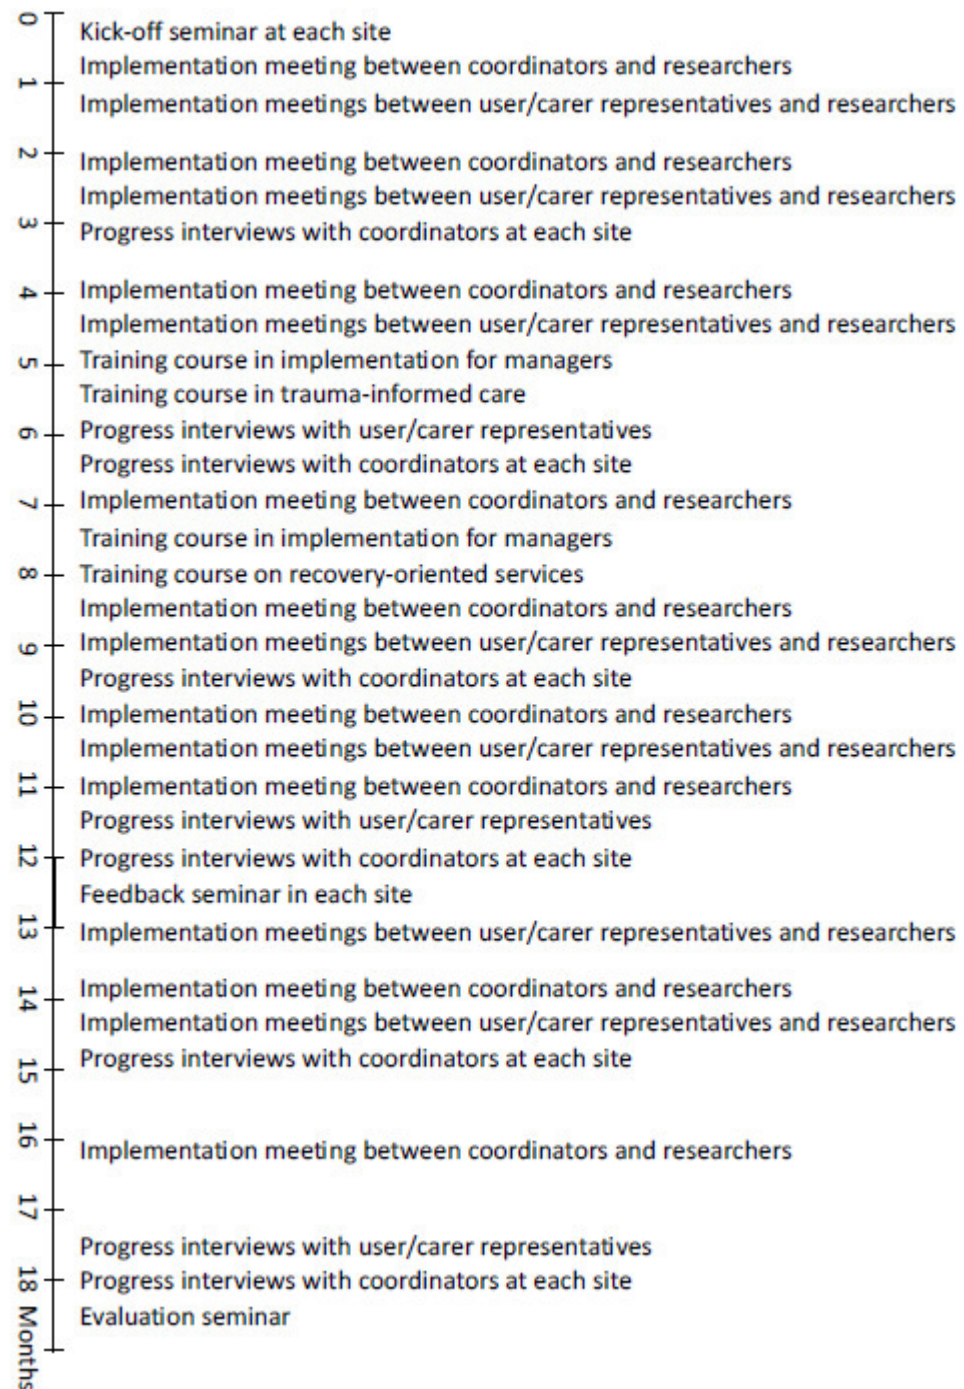 0
Kick-off seminar at each site
Implementation meeting between coordinators and researchers
1
Implementation meetings between user/carer representatives and researchers
2
Implementation meeting between coordinators and researchers
Implementation meetings between user/carer representatives and researchers
3
Progress interviews with coordinators at each site
4
Implementation meeting between coordinators and researchers
Implementation meetings between user/carer representatives and researchers
5
Training course in implementation for managers
Training course in trauma-informed care
6
Progress interviews with user/carer representatives
Progress interviews with coordinators at each site
7
Implementation meeting between coordinators and researchers
Training course in implementation for managers
8
Training course on recovery-oriented services
Implementation meeting between coordinators and researchers
9
Implementation meetings between user/carer representatives and researchers
Progress interviews with coordinators at each site
10
Implementation meeting between coordinators and researchers
Implementation meetings between user/carer representatives and researchers
11
Implementation meeting between coordinators and researchers
Progress interviews with user/carer representatives
12
Progress interviews with coordinators at each site
Feedback seminar in each site
13
Implementation meetings between user/carer representatives and researchers
14
Implementation meeting between coordinators and researchers
Implementation meetings between user/carer representatives and researchers
15
Progress interviews with coordinators at each site
16
Implementation meeting between coordinators and researchers
17
Progress interviews with user/carer representatives
18 Months
Progress interviews with coordinators at each site
Evaluation seminar